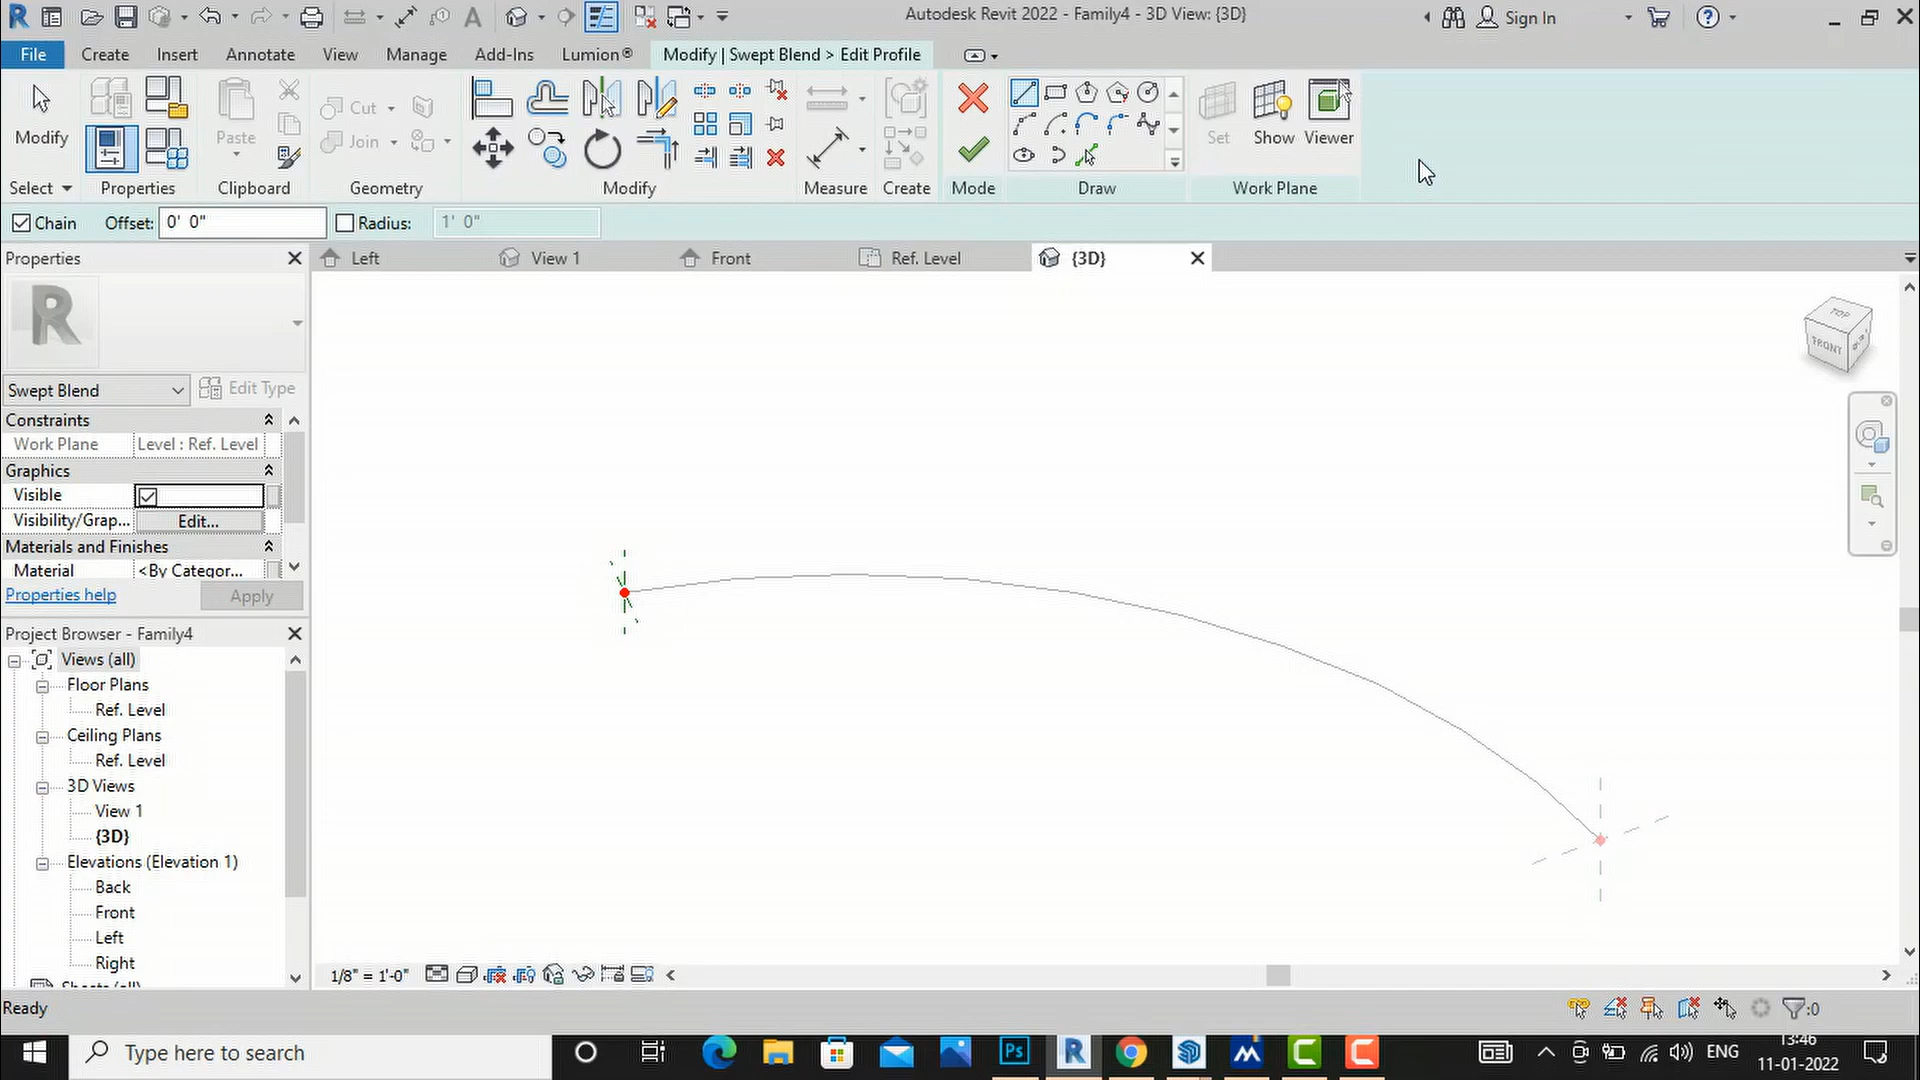 Autodesk Revit 2022 - Family4 - 3D View: {3D}
Sign In
File
Create
Insert
Annotate
View
Manage
Add-Ins
Lumion®
Modify | Swept Blend > Edit Profile
Modify
Paste
Cut
Join
Set
Show
Viewer
Select
Properties
Clipboard
Geometry
Modify
Measure
Create
Mode
Draw
Work Plane
Chain
Offset:
0' 0"
Radius:
1' 0"
Properties
Left
View 1
Front
Ref. Level
{3D}
TOP
FRONT
Swept Blend
Edit Type
Constraints
Work Plane
Level : Ref. Level
Graphics
Visible
Visibility/Grap...
Edit...
Materials and Finishes
Material
<By Categor...
Properties help
Apply
Project Browser - Family4
Views (all)
Floor Plans
Ref. Level
Ceiling Plans
Ref. Level
3D Views
View 1
{3D}
Elevations (Elevation 1)
Back
Front
Left
Right
1/8" = 1'-0"
Ready
:0
Type here to search
Ps
ENG
13:46
11-01-2022